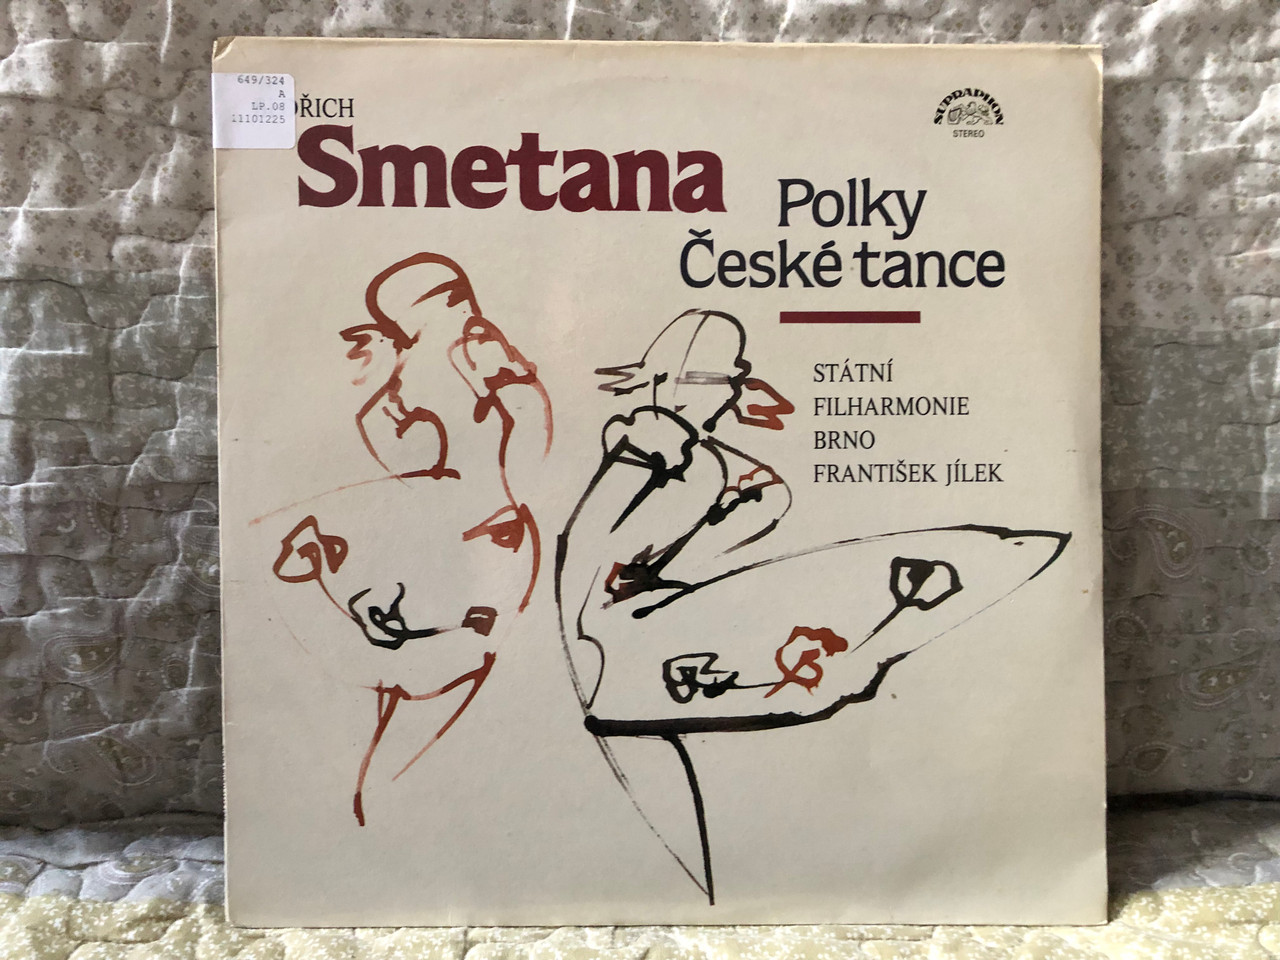 649/324
A
LP.08
11101225
ŘICH
Smetana
SUPRAPHON
STEREO
Polky
České tance
STÁTNÍ
FILHARMONIE
BRNO
FRANTIŠEK JÍLEK